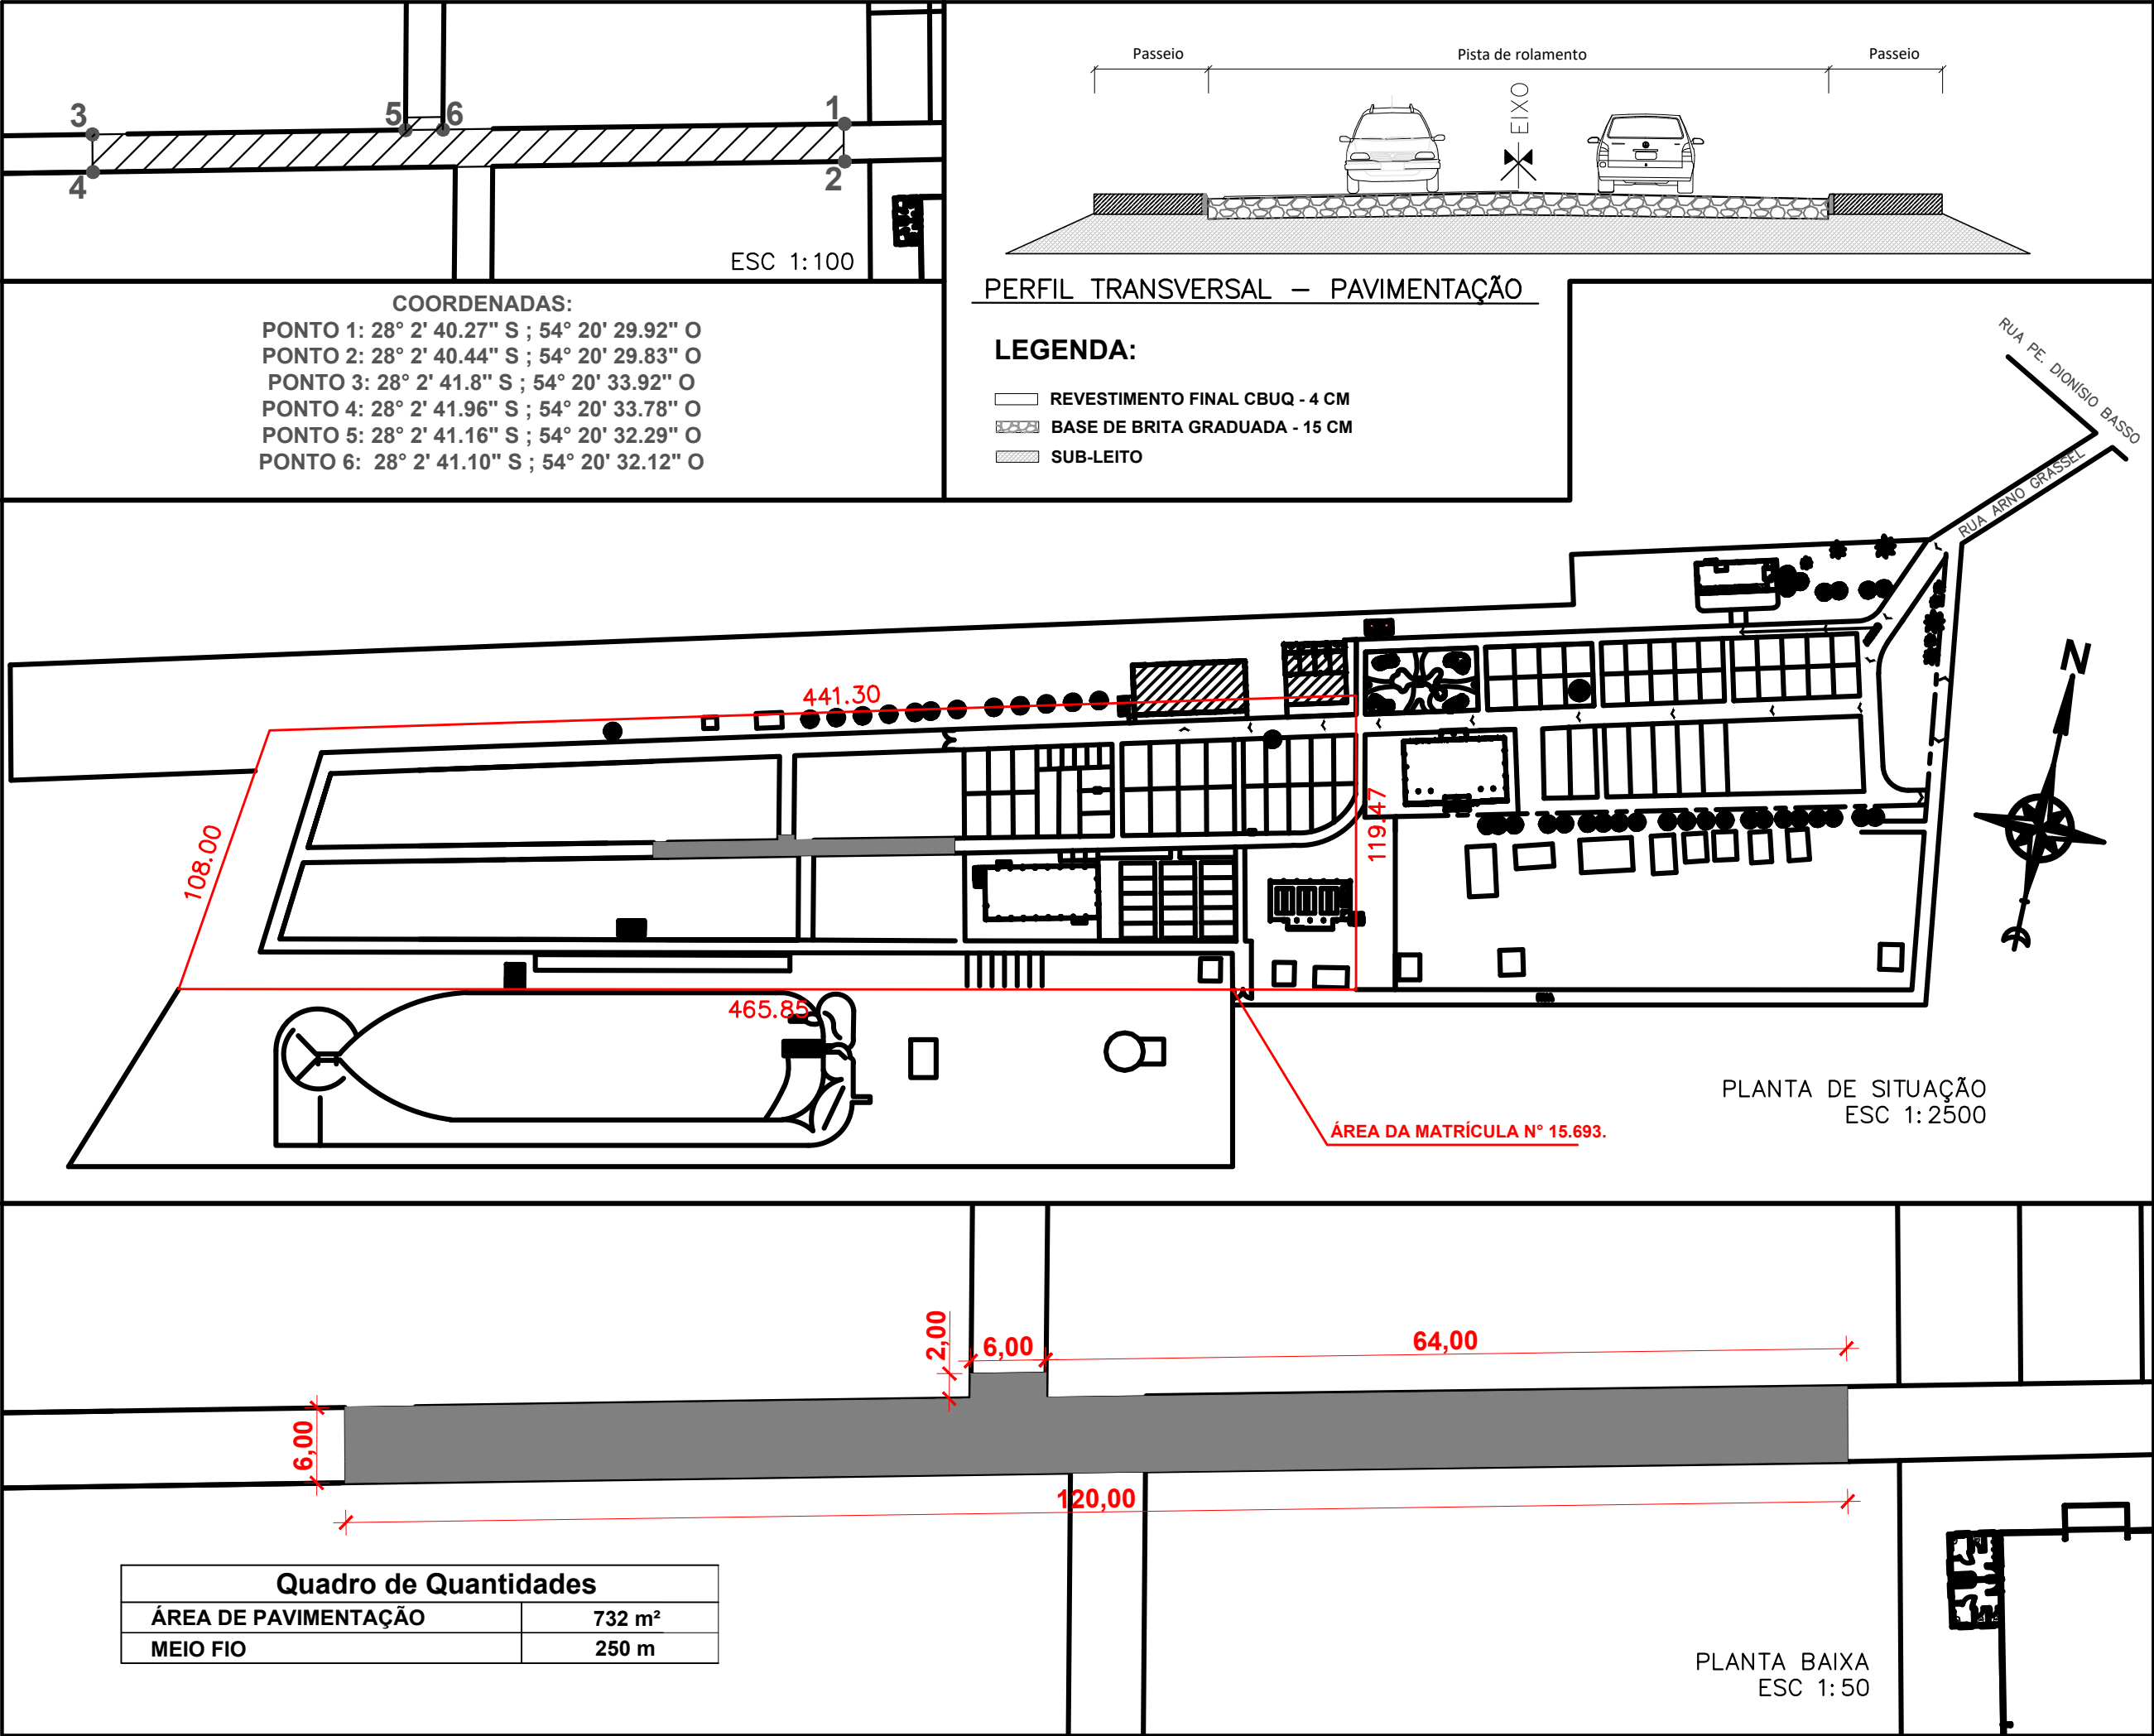 3
5
6
1
4
2
ESC 1:100
COORDENADAS:
PONTO 1: 28° 2' 40.27" S ; 54° 20' 29.92" O
PONTO 2: 28° 2' 40.44" S ; 54° 20' 29.83" O
PONTO 3: 28° 2' 41.8" S ; 54° 20' 33.92" O
PONTO 4: 28° 2' 41.96" S ; 54° 20' 33.78" O
PONTO 5: 28° 2' 41.16" S ; 54° 20' 32.29" O
PONTO 6: 28° 2' 41.10" S ; 54° 20' 32.12" O
Passeio
Pista de rolamento
Passeio
EIXO
PERFIL TRANSVERSAL – PAVIMENTAÇÃO
LEGENDA:
REVESTIMENTO FINAL CBUQ - 4 CM
BASE DE BRITA GRADUADA - 15 CM
SUB-LEITO
RUA PE. DIONÍSIO BASSO
RUA ARNO GRASSEL
N
441.30
108.00
119.47
465.85
ÁREA DA MATRÍCULA N° 15.693.
PLANTA DE SITUAÇÃO
ESC 1:2500
2,00
6,00
64,00
6,00
120,00
Quadro de Quantidades
ÁREA DE PAVIMENTAÇÃO 732 m²
MEIO FIO 250 m
PLANTA BAIXA
ESC 1:50